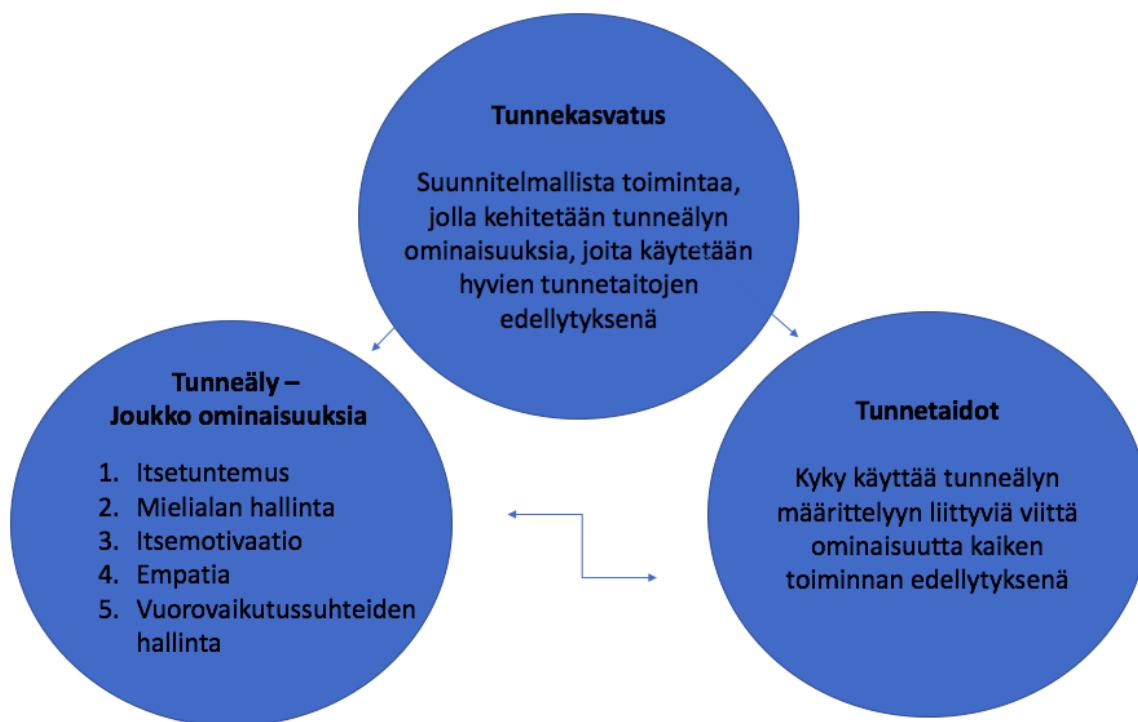 Tunnekasvatus
Suunnitelmallista toimintaa,
jolla kehitetään tunneälyn
ominaisuuksia, joita käytetään
hyvien tunnetaitojen
edellytyksenä
Tunneäly –
Joukko ominaisuuksia
1. Itsetuntemus
2. Mielialan hallinta
3. Itsemotivaatio
4. Empatia
5. Vuorovaikutussuhteiden
hallinta
Tunnetaidot
Kyky käyttää tunneälyn
määrittelyyn liittyviä viittä
ominaisuutta kaiken
toiminnan edellytyksenä